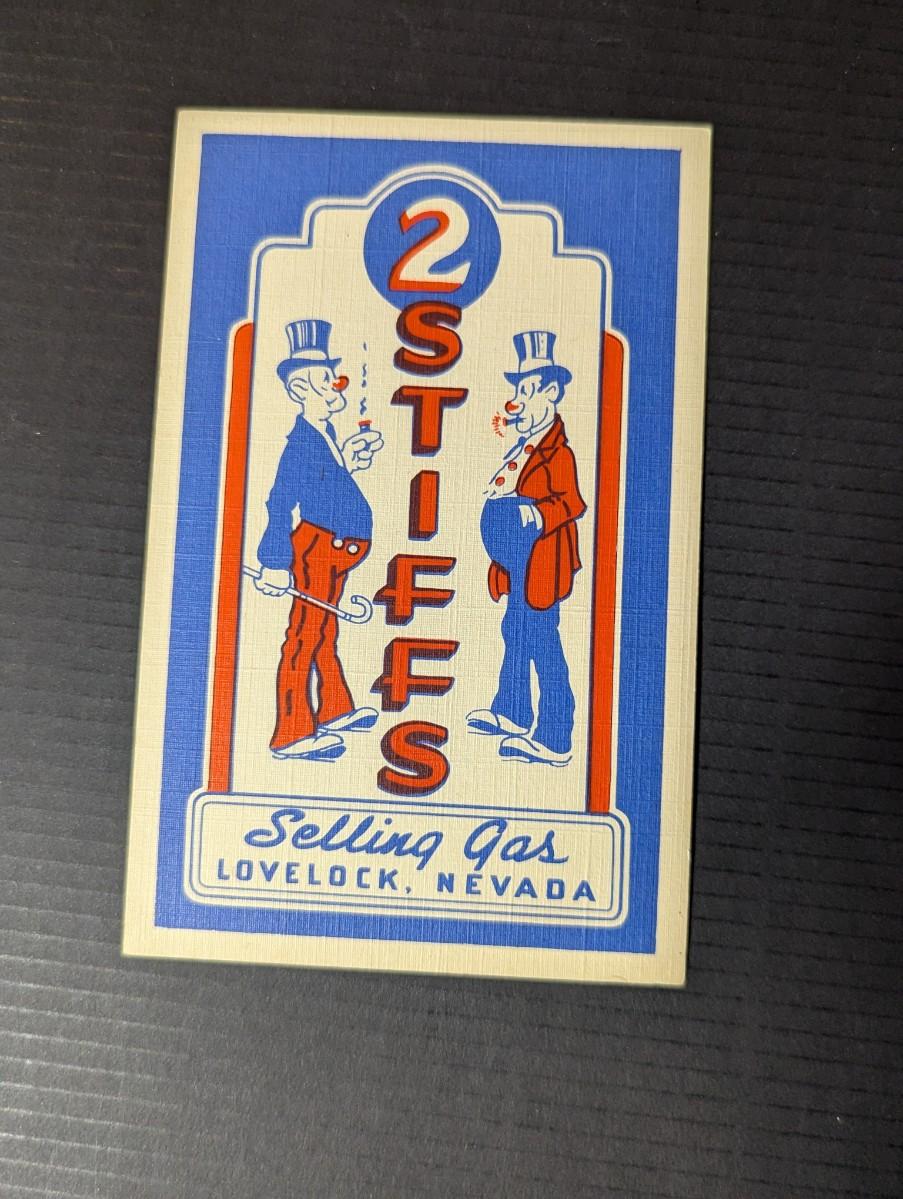 2
STIFFS
Selling Gas
LOVELOCK, NEVADA